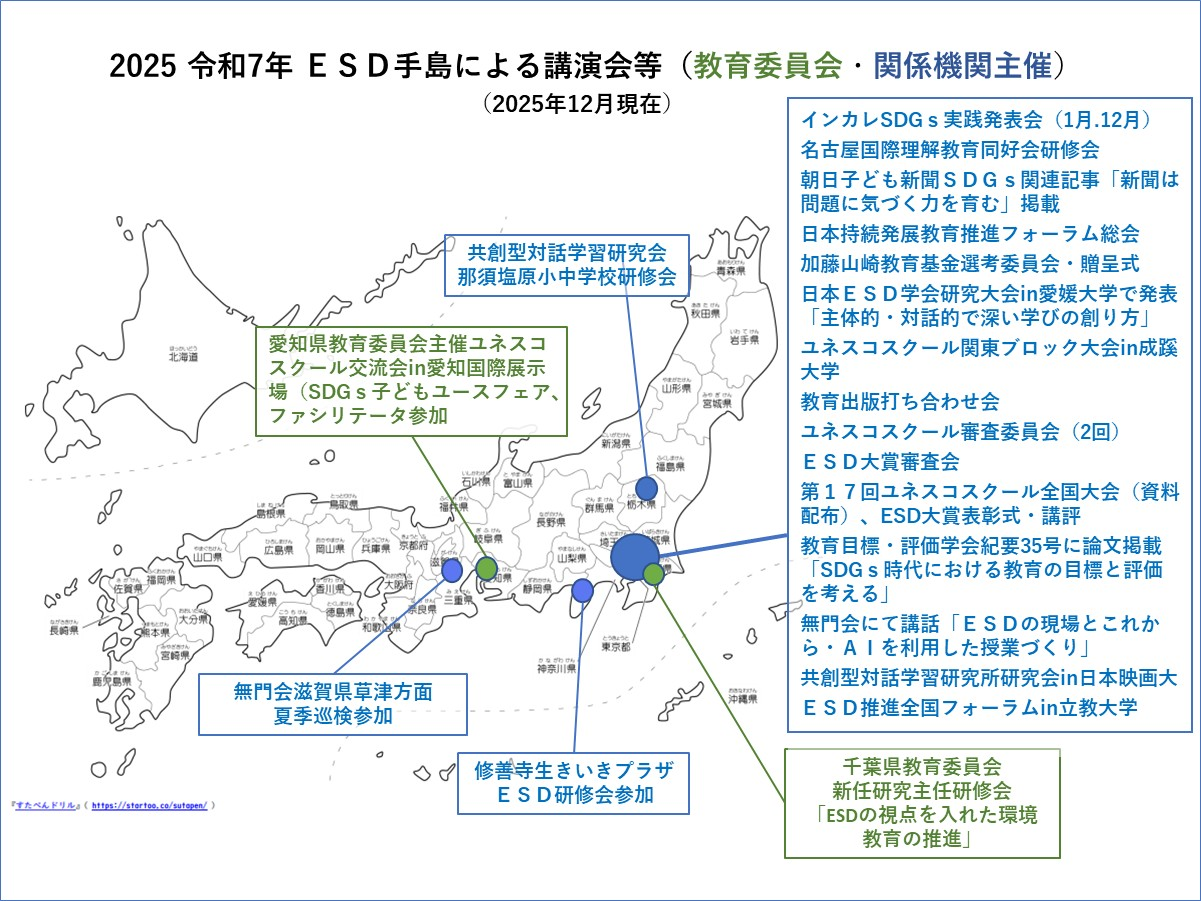 2025 令和7年 ＥＳＤ手島による講演会等（教育委員会・関係機関主催）
（2025年12月現在）
インカレSDGｓ実践発表会（1月.12月）
名古屋国際理解教育同好会研修会
朝日子ども新聞ＳＤＧｓ関連記事「新聞は
問題に気づく力を育む」掲載
日本持続発展教育推進フォーラム総会
加藤山崎教育基金選考委員会・贈呈式
日本ＥＳＤ学会研究大会in愛媛大学で発表
「主体的・対話的で深い学びの創り方」
ユネスコスクール関東ブロック大会in成蹊
大学
教育出版打ち合わせ会
ユネスコスクール審査委員会（2回）
ＥＳＤ大賞審査会
第１７回ユネスコスクール全国大会（資料
配布）、ESD大賞表彰式・講評
教育目標・評価学会紀要35号に論文掲載
「SDGｓ時代における教育の目標と評価
を考える」
無門会にて講話「ＥＳＤの現場とこれか
ら・ＡＩを利用した授業づくり」
共創型対話学習研究所研究会in日本映画大
ＥＳＤ推進全国フォーラムin立教大学
共創型対話学習研究会
那須塩原小中学校研修会
愛知県教育委員会主催ユネスコ
スクール交流会in愛知国際展示
場（SDGｓ子どもユースフェア、
ファシリテータ参加
無門会滋賀県草津方面
夏季巡検参加
修善寺生きいきプラザ
ＥＳＤ研修会参加
千葉県教育委員会
新任研究主任研修会
「ESDの視点を入れた環境
教育の推進」
北海道
青森県
秋田県
岩手県
山形県
宮城県
新潟県
福島県
石川県
富山県
福井県
栃木県
群馬県
長野県
岐阜県
山梨県
静岡県
東京都
神奈川県
三重県
京都府
大阪府
奈良県
和歌山県
兵庫県
鳥取県
島根県
岡山県
広島県
山口県
香川県
愛媛県
徳島県
高知県
福岡県
佐賀県
長崎県
大分県
熊本県
宮崎県
鹿児島県
沖縄県
『すたぺんドリル』（ https://startoo.co/sutapen/ ）